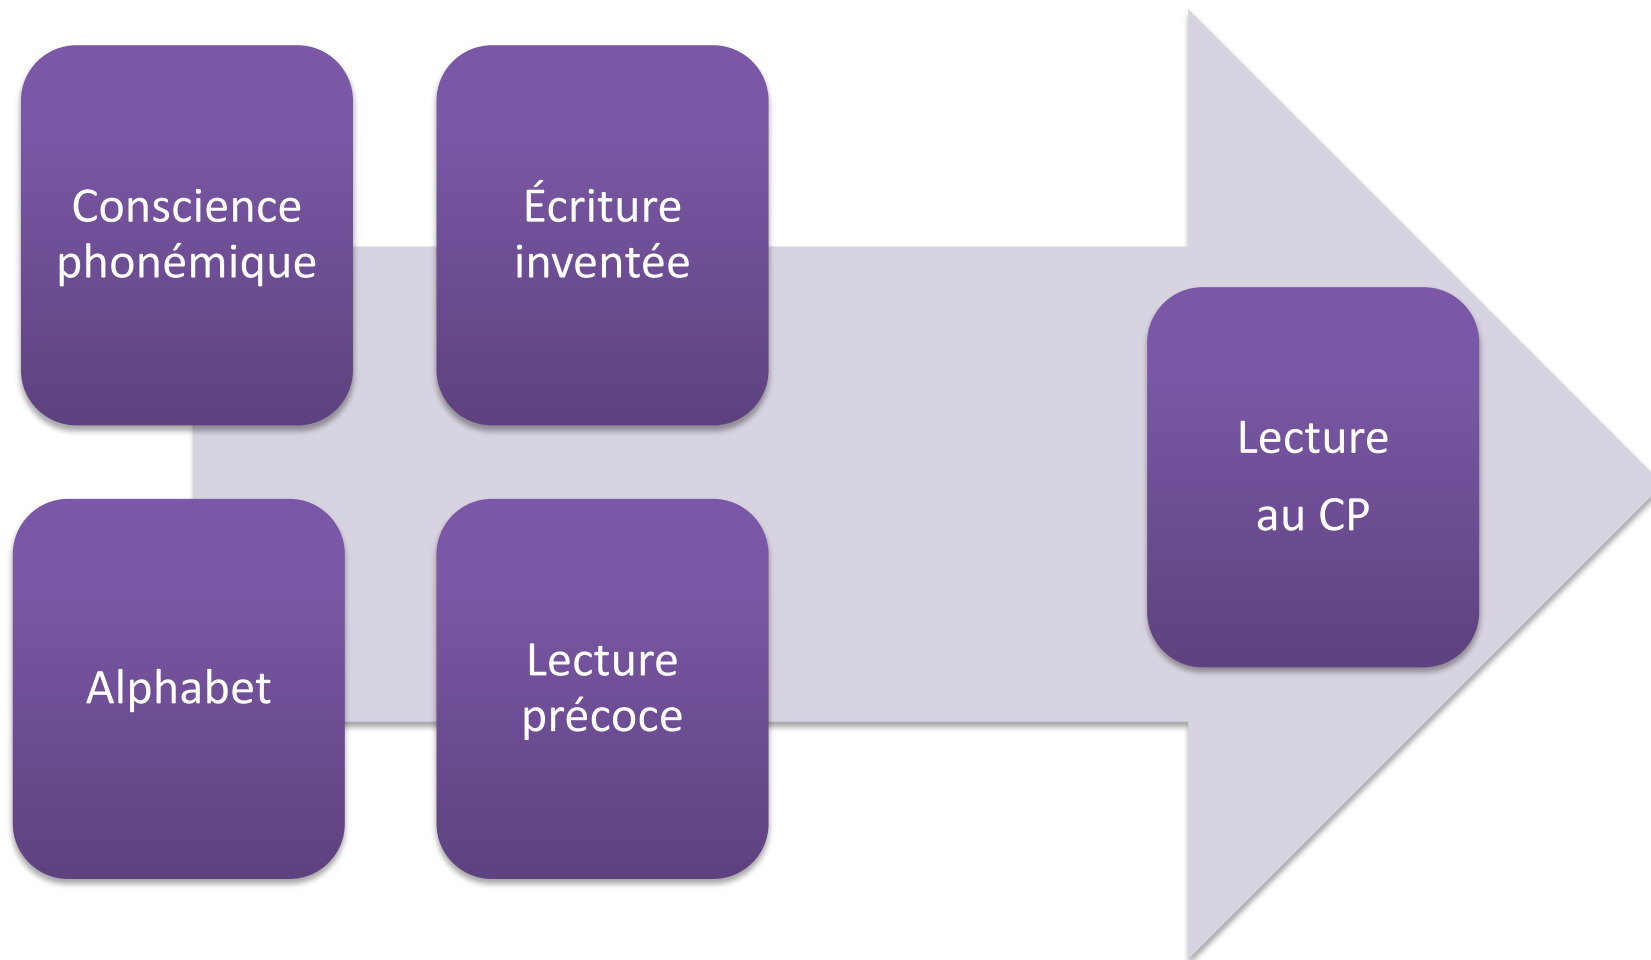 Conscience
phonémique
Écriture
inventée
Alphabet
Lecture
précoce
Lecture
au CP